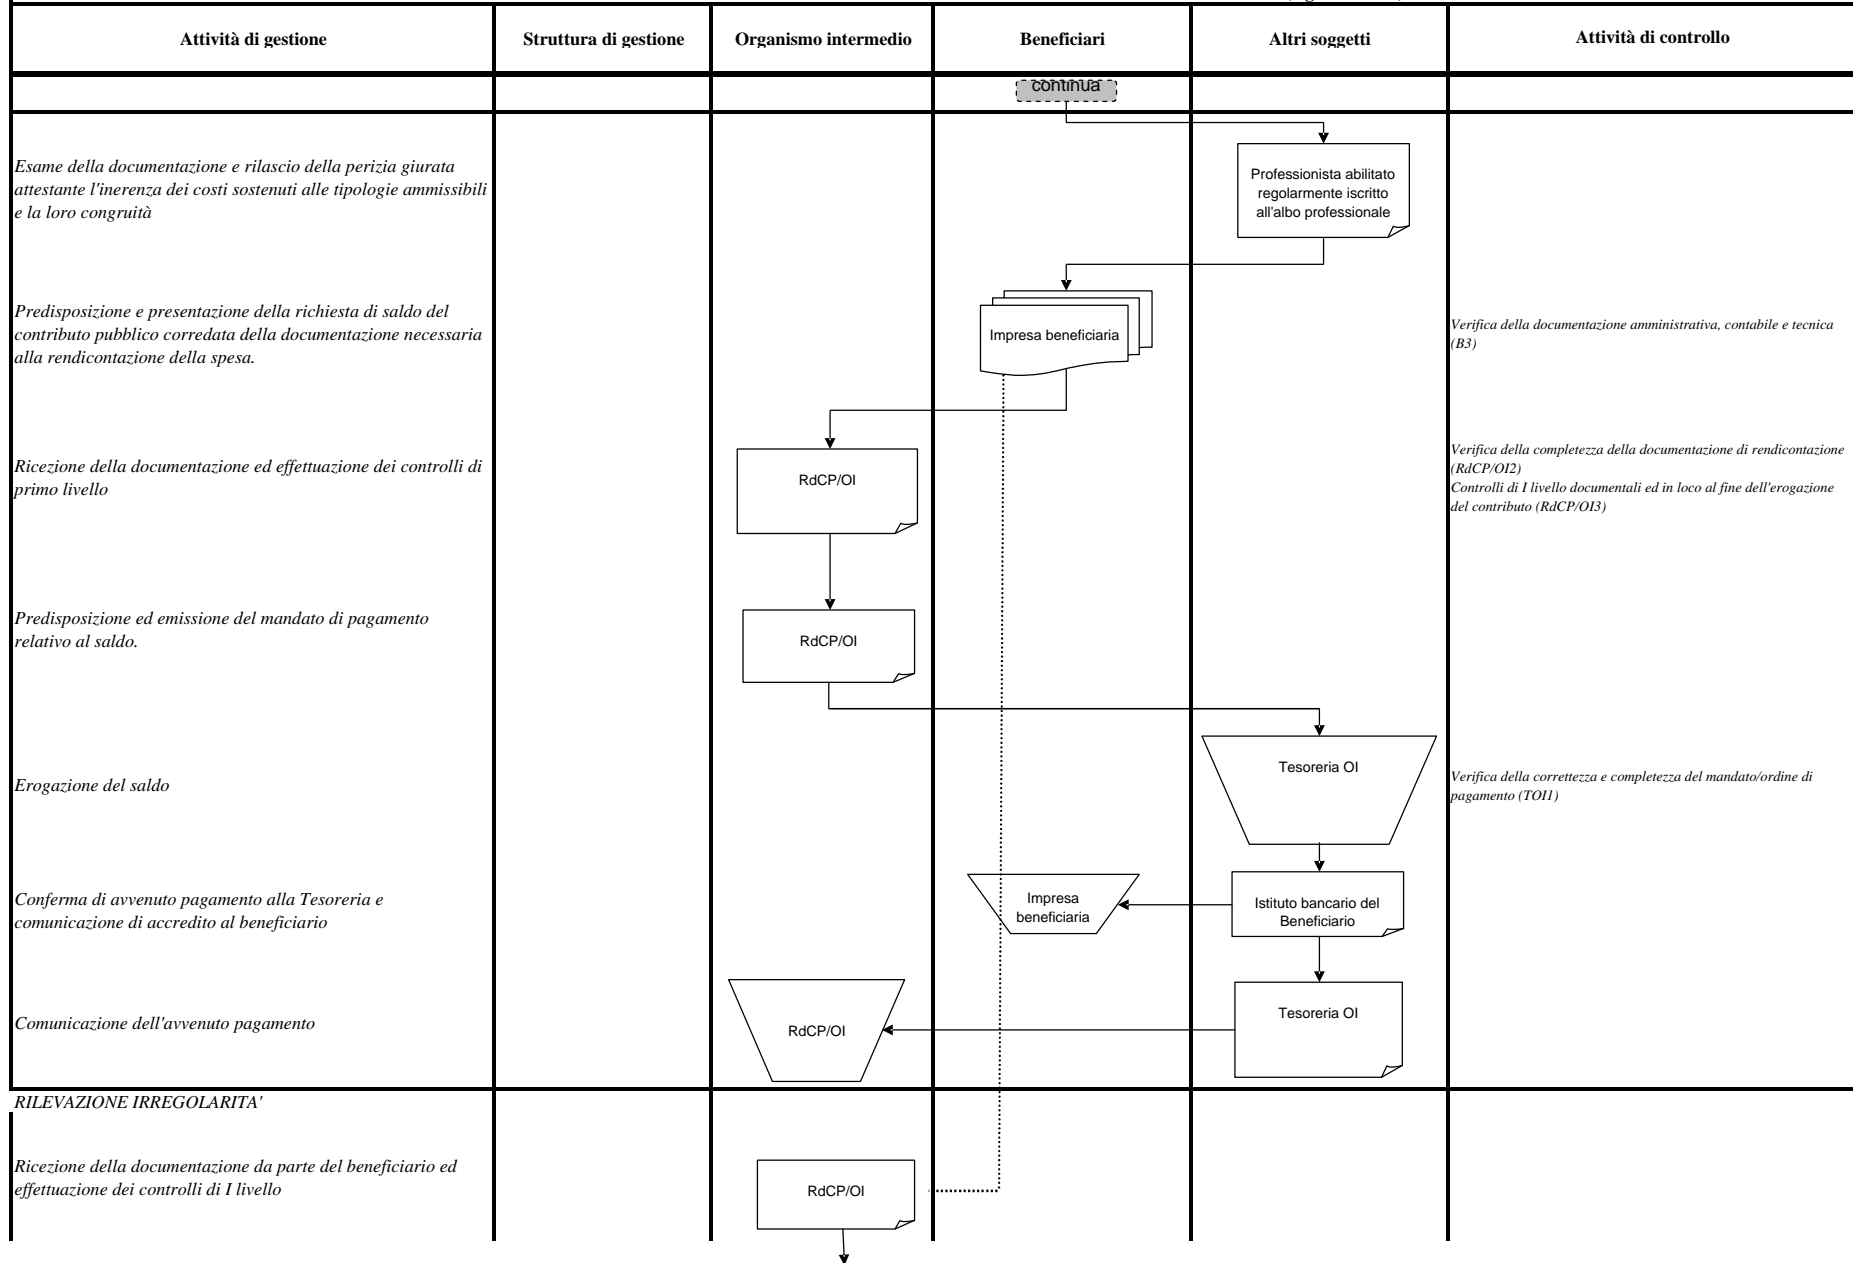 Attività di gestione
Struttura di gestione
Organismo intermedio
Beneficiari
Altri soggetti
Attività di controllo
continua
Esame della documentazione e rilascio della perizia giurata
attestante l'inerenza dei costi sostenuti alle tipologie ammissibili
e la loro congruità
Professionista abilitato
regolarmente iscritto
all'albo professionale
Predisposizione e presentazione della richiesta di saldo del
contributo pubblico corredata della documentazione necessaria
alla rendicontazione della spesa.
Impresa beneficiaria
Verifica della documentazione amministrativa, contabile e tecnica
(B3)
Ricezione della documentazione ed effettuazione dei controlli di
primo livello
RdCP/OI
Verifica della completezza della documentazione di rendicontazione
(RdCP/OI2)
Controlli di I livello documentali ed in loco al fine dell'erogazione
del contributo (RdCP/OI3)
Predisposizione ed emissione del mandato di pagamento
relativo al saldo.
RdCP/OI
Erogazione del saldo
Tesoreria OI
Verifica della correttezza e completezza del mandato/ordine di
pagamento (TOI1)
Conferma di avvenuto pagamento alla Tesoreria e
comunicazione di accredito al beneficiario
Impresa
beneficiaria
Istituto bancario del
Beneficiario
Comunicazione dell'avvenuto pagamento
RdCP/OI
Tesoreria OI
RILEVAZIONE IRREGOLARITA'
Ricezione della documentazione da parte del beneficiario ed
effettuazione dei controlli di I livello
RdCP/OI